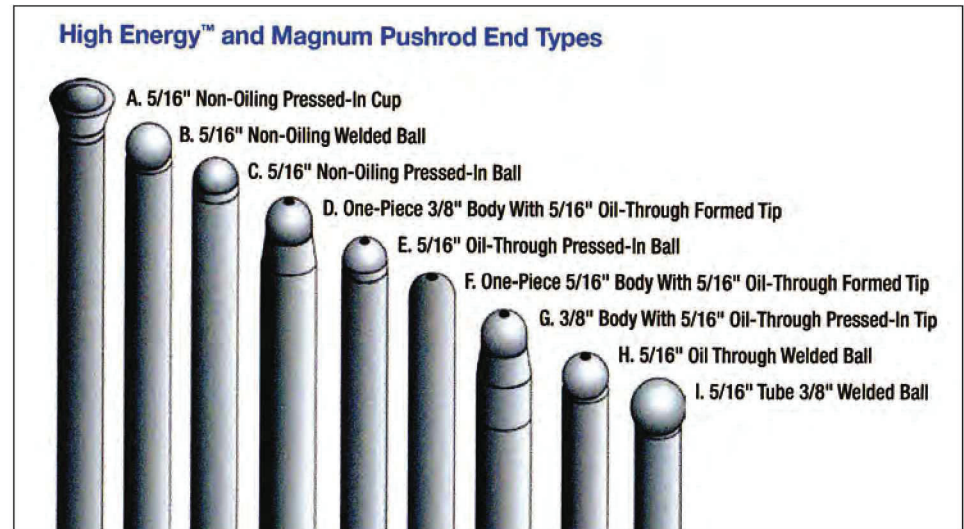 High Energy™ and Magnum Pushrod End Types
A. 5/16" Non-Oiling Pressed-In Cup
B. 5/16" Non-Oiling Welded Ball
C. 5/16" Non-Oiling Pressed-In Ball
D. One-Piece 3/8" Body With 5/16" Oil-Through Formed Tip
E. 5/16" Oil-Through Pressed-In Ball
F. One-Piece 5/16" Body With 5/16" Oil-Through Formed Tip
G. 3/8" Body With 5/16" Oil-Through Pressed-In Tip
H. 5/16" Oil Through Welded Ball
I. 5/16" Tube 3/8" Welded Ball